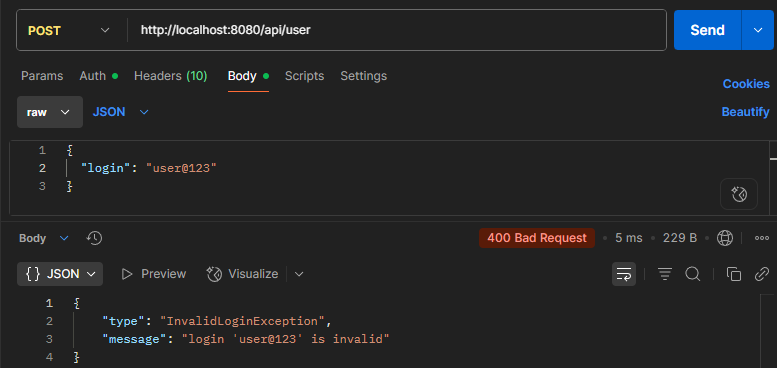 POST http://localhost:8080/api/user Send
Params Auth Headers (10) Body Scripts Settings Cookies
raw JSON Beautify
1 {
2 "login": "user@123"
3 }
Body 400 Bad Request • 5 ms • 229 B
{} JSON Preview Visualize
1 {
2 "type": "InvalidLoginException",
3 "message": "login 'user@123' is invalid"
4 }